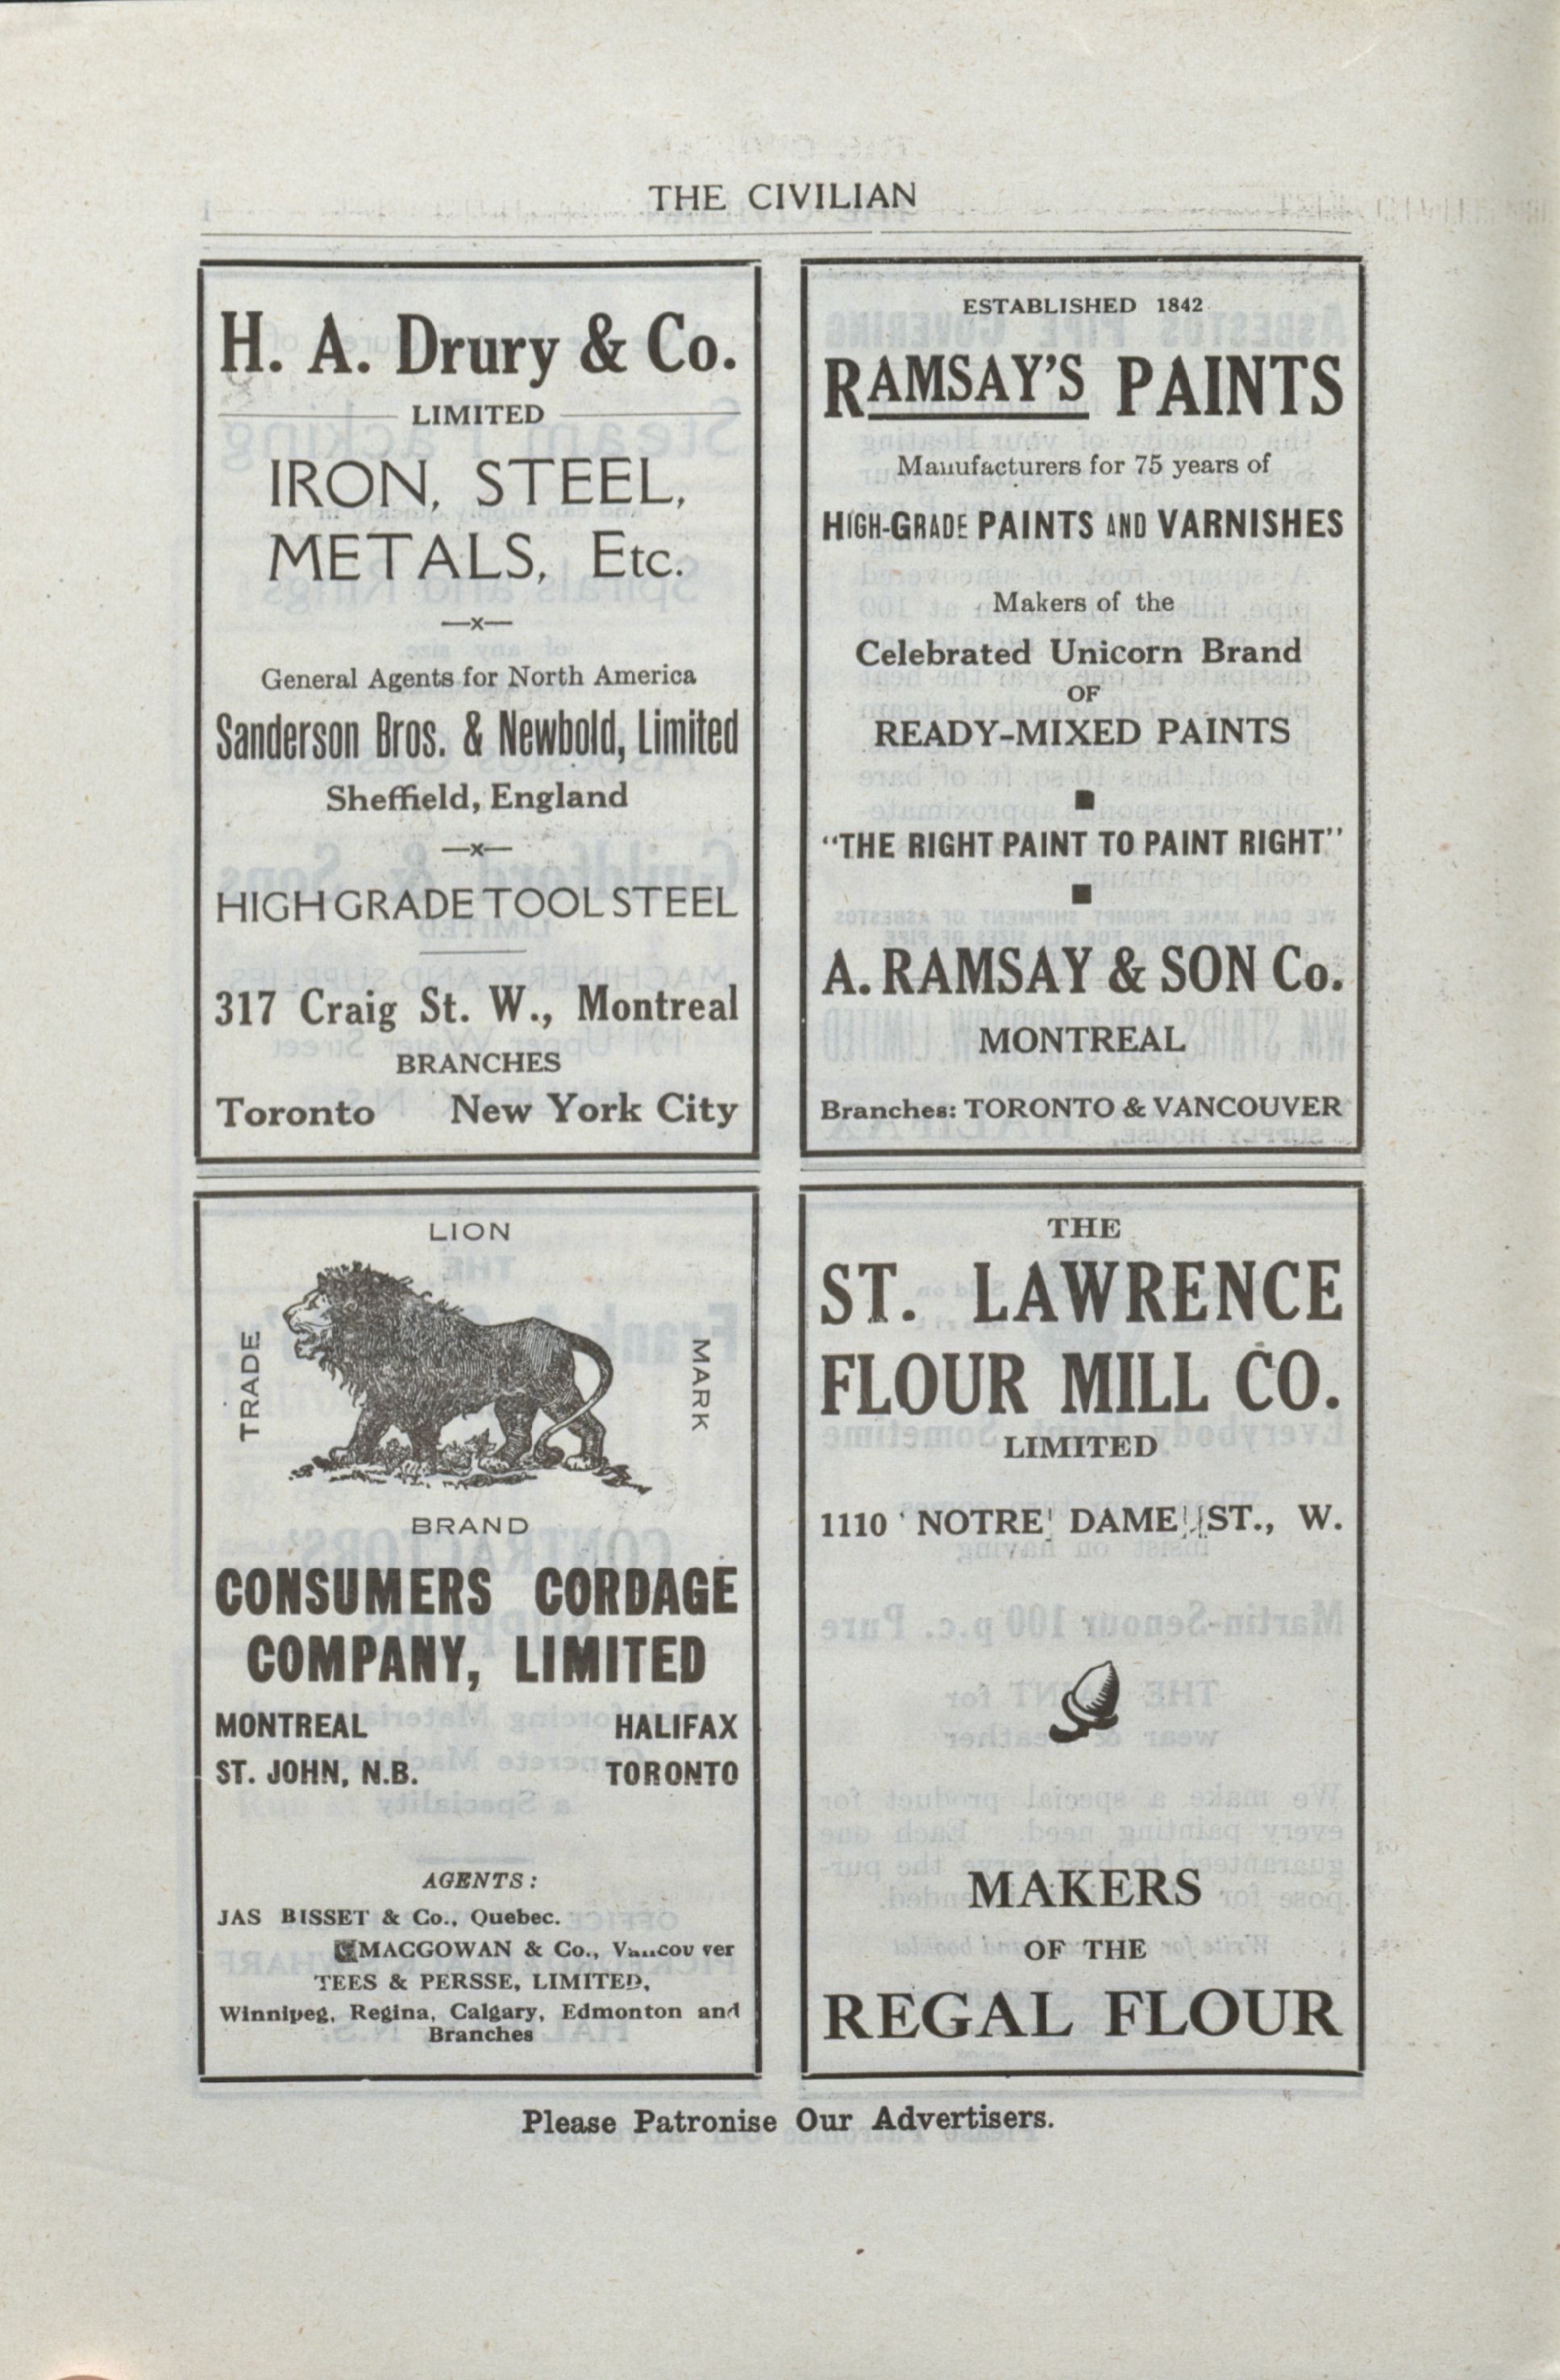 THE CIVILIAN
H. A. Drury & Co.
LIMITED
IRON, STEEL,
METALS, Etc.
—x—
General Agents for North America
Sanderson Bros. & Newbold, Limited
Sheffield, England
—x—
HIGH GRADE TOOL STEEL
317 Craig St. W., Montreal
BRANCHES
Toronto New York City
ESTABLISHED 1842
RAMSAY'S PAINTS
Manufacturers for 75 years of
HIGH-GRADE PAINTS AND VARNISHES
Makers of the
Celebrated Unicorn Brand
OF
READY-MIXED PAINTS
"THE RIGHT PAINT TO PAINT RIGHT"
A. RAMSAY & SON Co.
MONTREAL
Branches: TORONTO & VANCOUVER
LION
TRADE
MARK
BRAND
CONSUMERS CORDAGE
COMPANY, LIMITED
MONTREAL HALIFAX
ST. JOHN, N.B. TORONTO
AGENTS:
JAS BISSET & Co., Quebec.
MACGOWAN & Co., Vancouver
TEES & PERSSE, LIMITED,
Winnipeg, Regina, Calgary, Edmonton and
Branches
THE
ST. LAWRENCE
FLOUR MILL CO.
LIMITED
1110 NOTRE DAME ST., W.
MAKERS
OF THE
REGAL FLOUR
Please Patronise Our Advertisers.